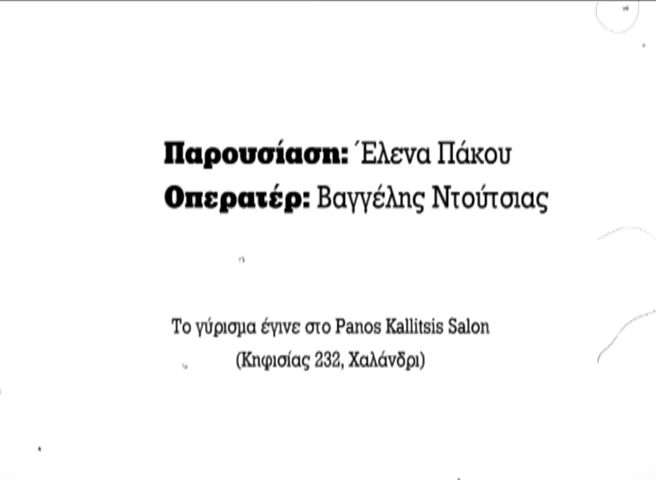 Παρουσίαση: Έλενα Πάκου
Οπερατέρ: Βαγγέλης Ντούτσιας
Το γύρισμα έγινε στο Panos Kallitsis Salon
(Κηφισίας 232, Χαλάνδρι)